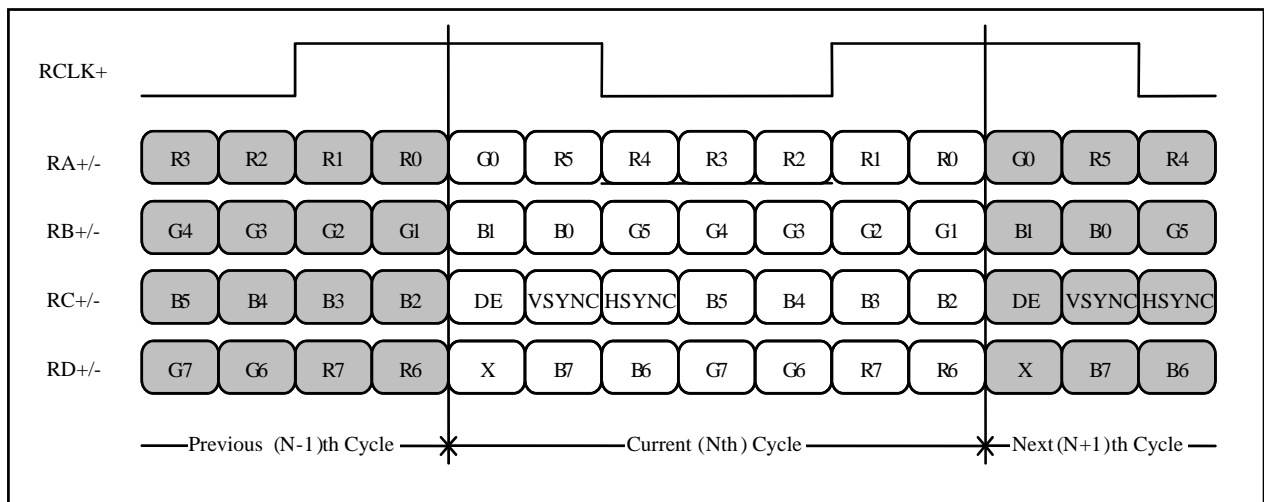 RCLK+
RA+/- R3 R2 R1 R0 G0 R5 R4 R3 R2 R1 R0 G0 R5 R4
RB+/- G4 G3 G2 G1 B1 B0 G5 G4 G3 G2 G1 B1 B0 G5
RC+/- B5 B4 B3 B2 DE VSYNC HSYNC B5 B4 B3 B2 DE VSYNC HSYNC
RD+/- G7 G6 R7 R6 X B7 B6 G7 G6 R7 R6 X B7 B6
Previous (N-1)th Cycle Current (Nth) Cycle Next (N+1)th Cycle